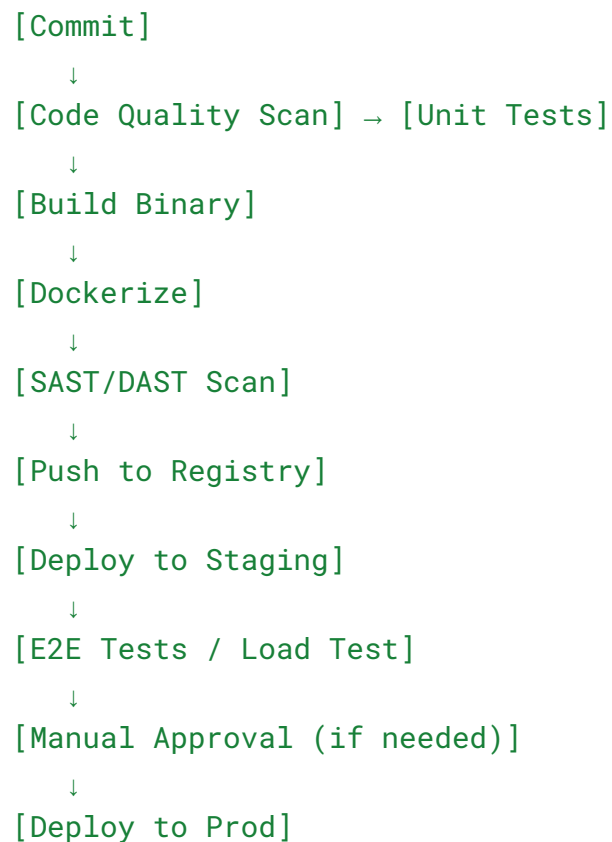 [Commit]
↓
[Code Quality Scan] → [Unit Tests]
↓
[Build Binary]
↓
[Dockerize]
↓
[SAST/DAST Scan]
↓
[Push to Registry]
↓
[Deploy to Staging]
↓
[E2E Tests / Load Test]
↓
[Manual Approval (if needed)]
↓
[Deploy to Prod]